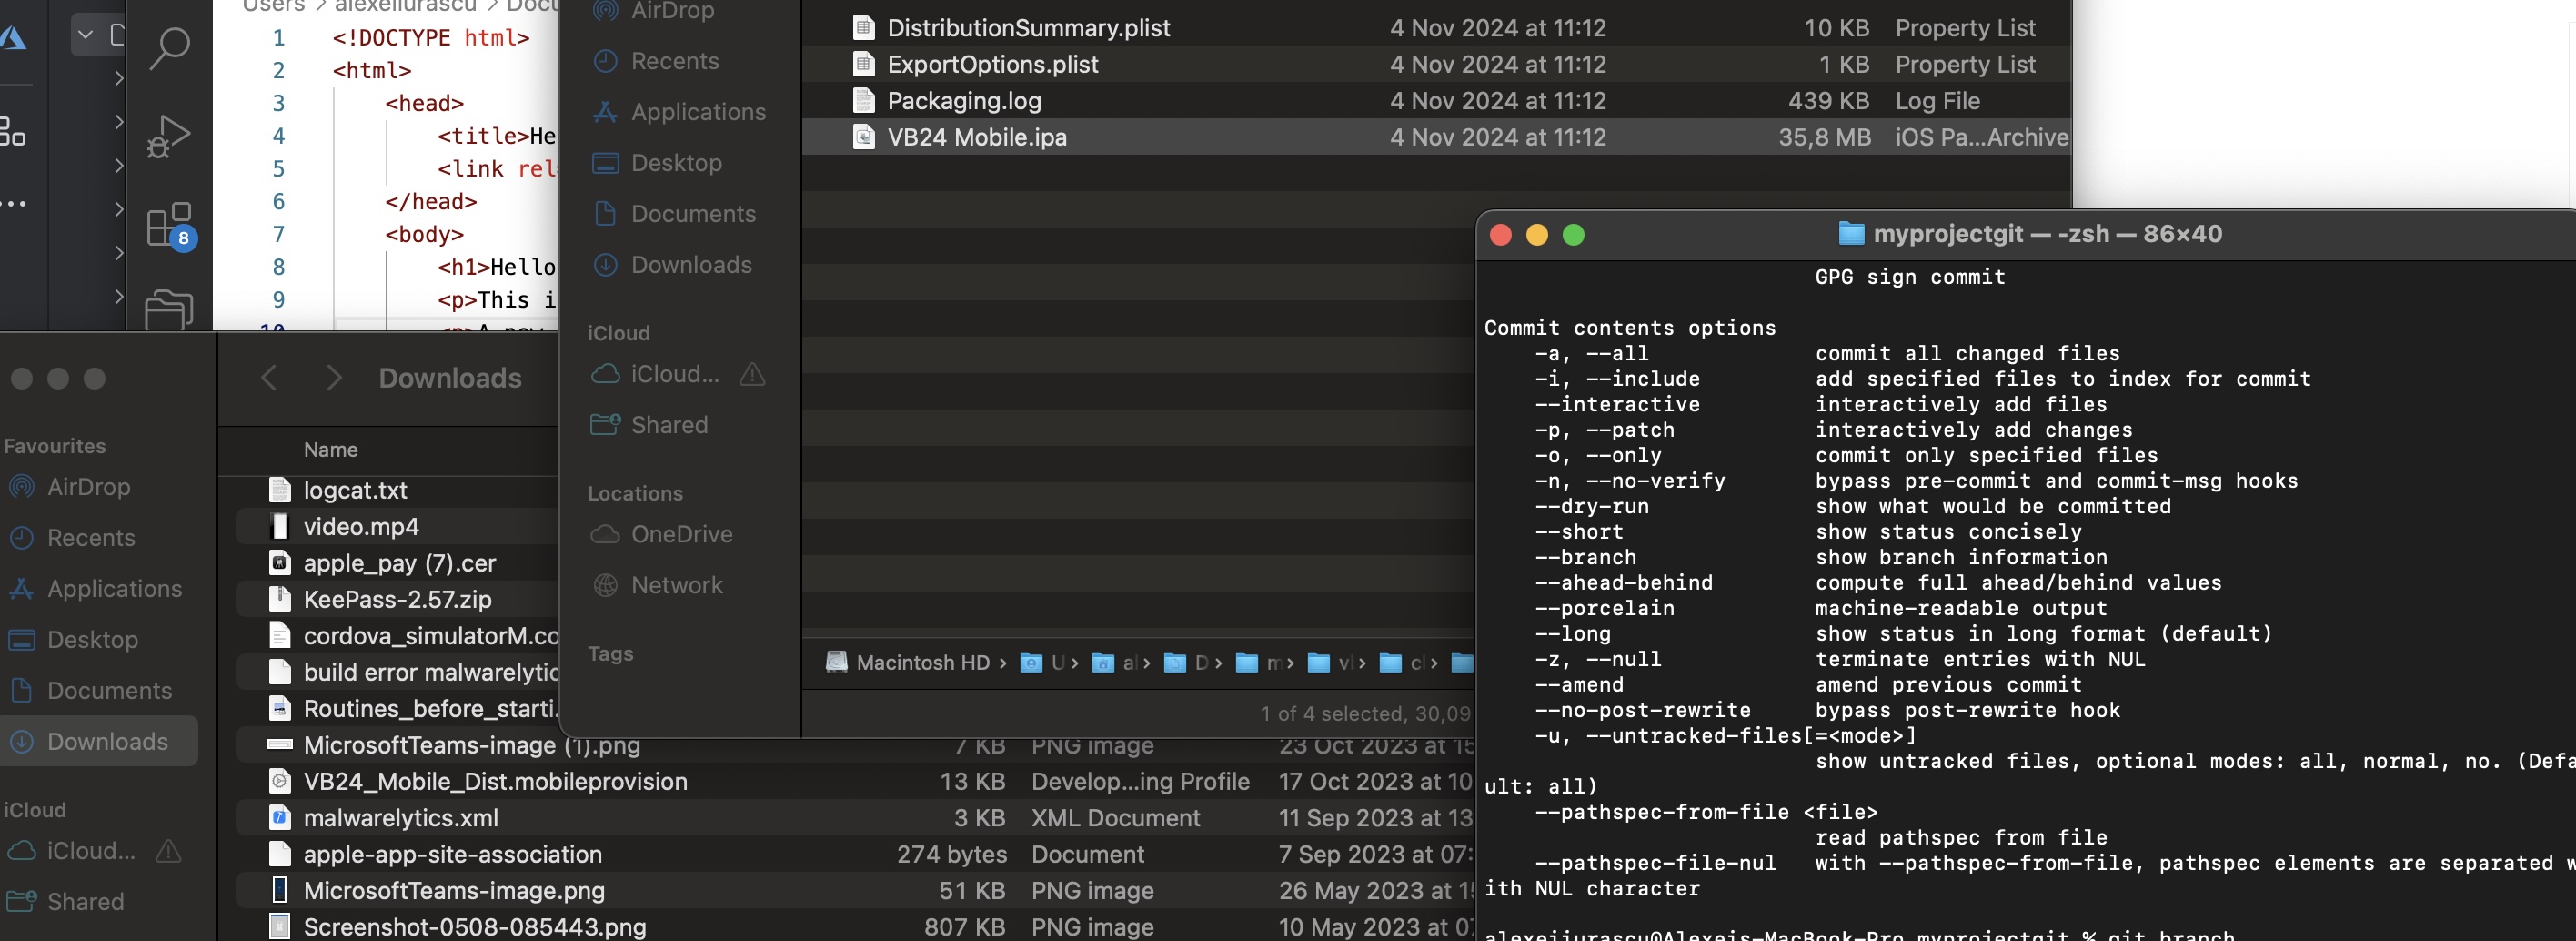 Users > alexeiiurascu > Docu
1 <!DOCTYPE html>
2 <html>
3 <head>
4 <title>He
5 <link rel
6 </head>
7 <body>
8 <h1>Hello
9 <p>This i
10 <p>A new
8
AirDrop
Recents
Applications
Desktop
Documents
Downloads
iCloud
iCloud...
Shared
Locations
OneDrive
Network
Tags
DistributionSummary.plist 4 Nov 2024 at 11:12 10 KB Property List
ExportOptions.plist 4 Nov 2024 at 11:12 1 KB Property List
Packaging.log 4 Nov 2024 at 11:12 439 KB Log File
VB24 Mobile.ipa 4 Nov 2024 at 11:12 35,8 MB iOS Pa...Archive
Macintosh HD › U › al › D › m › vl › cl ›
1 of 4 selected, 30,09
Favourites
AirDrop
Recents
Applications
Desktop
Documents
Downloads
iCloud
iCloud...
Shared
Downloads
Name
logcat.txt
video.mp4
apple_pay (7).cer
KeePass-2.57.zip
cordova_simulatorM.co
build error malwarelytic
Routines_before_starti.
MicrosoftTeams-image (1).png 7 KB PNG image 23 Oct 2023 at 15
VB24_Mobile_Dist.mobileprovision 13 KB Develop...ing Profile 17 Oct 2023 at 10
malwarelytics.xml 3 KB XML Document 11 Sep 2023 at 13
apple-app-site-association 274 bytes Document 7 Sep 2023 at 07:
MicrosoftTeams-image.png 51 KB PNG image 26 May 2023 at 15
Screenshot-0508-085443.png 807 KB PNG image 10 May 2023 at 07
myprojectgit — -zsh — 86×40
GPG sign commit
Commit contents options
-a, --all commit all changed files
-i, --include add specified files to index for commit
--interactive interactively add files
-p, --patch interactively add changes
-o, --only commit only specified files
-n, --no-verify bypass pre-commit and commit-msg hooks
--dry-run show what would be committed
--short show status concisely
--branch show branch information
--ahead-behind compute full ahead/behind values
--porcelain machine-readable output
--long show status in long format (default)
-z, --null terminate entries with NUL
--amend amend previous commit
--no-post-rewrite bypass post-rewrite hook
-u, --untracked-files[=<mode>]
show untracked files, optional modes: all, normal, no. (Defa
ult: all)
--pathspec-from-file <file>
read pathspec from file
--pathspec-file-nul with --pathspec-from-file, pathspec elements are separated w
ith NUL character
alexeiiurascu@Alexeis-MacBook-Pro myprojectgit % git branch